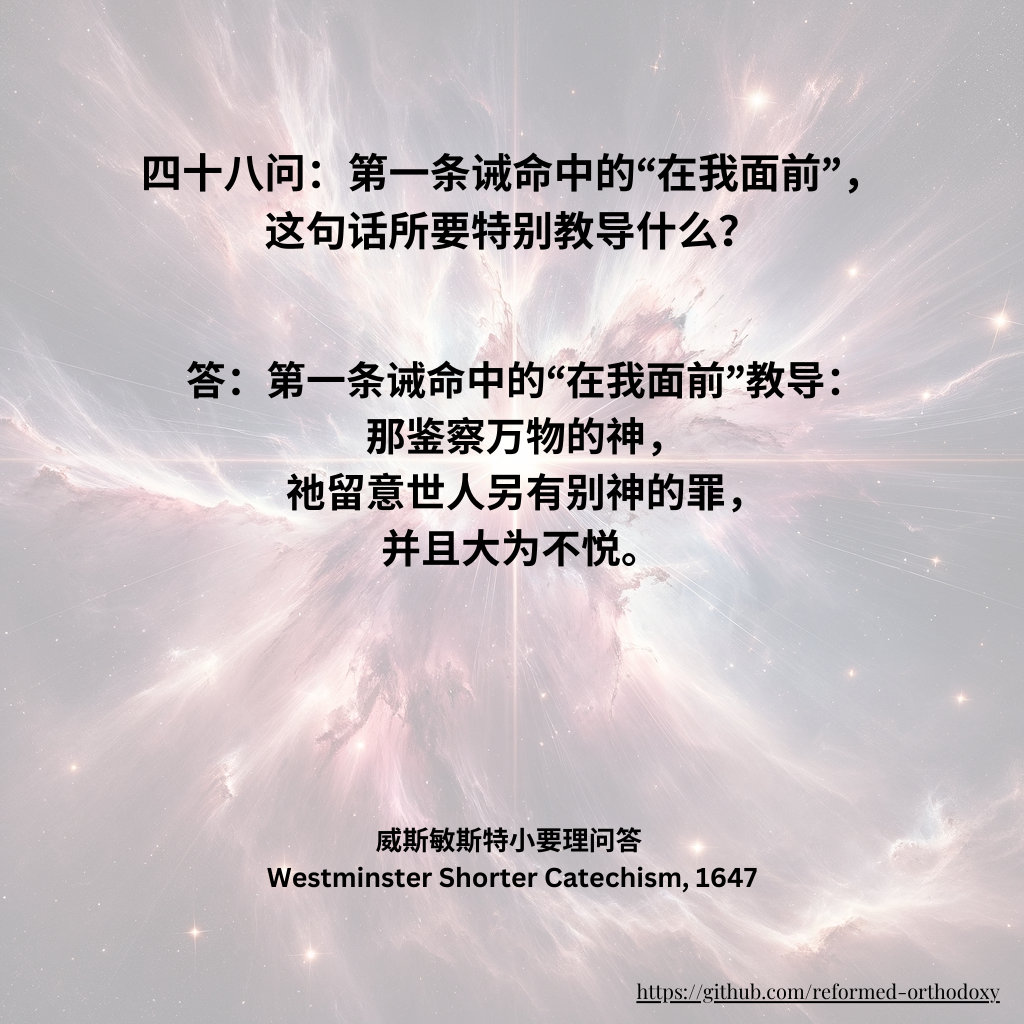 四十八问：第一条诫命中的“在我面前”，
这句话所要特别教导什么？
答：第一条诫命中的“在我面前”教导：
那鉴察万物的神，
祂留意世人另有别神的罪，
并且大为不悦。
威斯敏斯特小要理问答
Westminster Shorter Catechism, 1647
https://github.com/reformed-orthodoxy